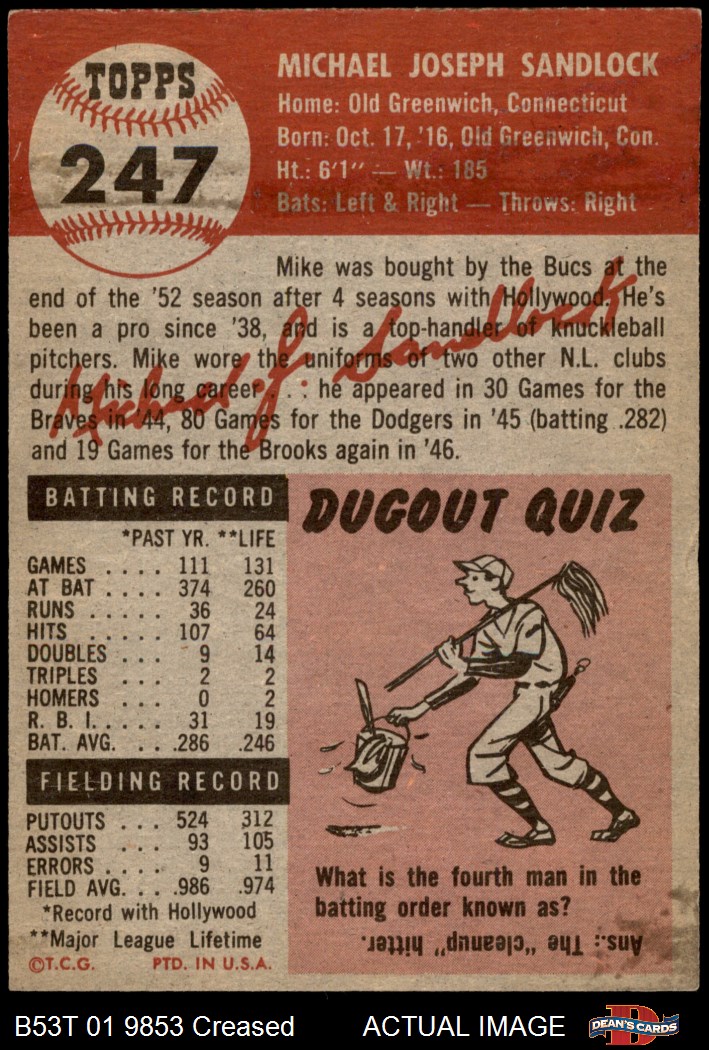 TOPPS
247
MICHAEL JOSEPH SANDLOCK
Home: Old Greenwich, Connecticut
Born: Oct. 17, '16, Old Greenwich, Con.
Ht.: 6'1" — Wt.: 185
Bats: Left & Right — Throws: Right
Mike was bought by the Bucs at the
end of the '52 season after 4 seasons with Hollywood. He's
been a pro since '38, and is a top-handler of knuckleball
pitchers. Mike wore the uniforms of two other N.L. clubs
during his long career . . . he appeared in 30 Games for the
Braves in '44, 80 Games for the Dodgers in '45 (batting .282)
and 19 Games for the Brooks again in '46.
Michael J. Sandlock
BATTING RECORD
*PAST YR. **LIFE
GAMES . . . . 111 131
AT BAT . . . . 374 260
RUNS . . . . . 36 24
HITS . . . . . 107 64
DOUBLES . . . 9 14
TRIPLES . . . 2 2
HOMERS . . . 0 2
R. B. I. . . . . 31 19
BAT. AVG. . . .286 .246
FIELDING RECORD
PUTOUTS . . . 524 312
ASSISTS . . . 93 105
ERRORS . . . . 9 11
FIELD AVG. . . .986 .974
*Record with Hollywood
**Major League Lifetime
©T.C.G. PTD. IN U.S.A.
DUGOUT QUIZ
What is the fourth man in the
batting order known as?
Ans.: The "cleanup" hitter.
B53T 01 9853 Creased ACTUAL IMAGE
D
DEAN'S CARDS